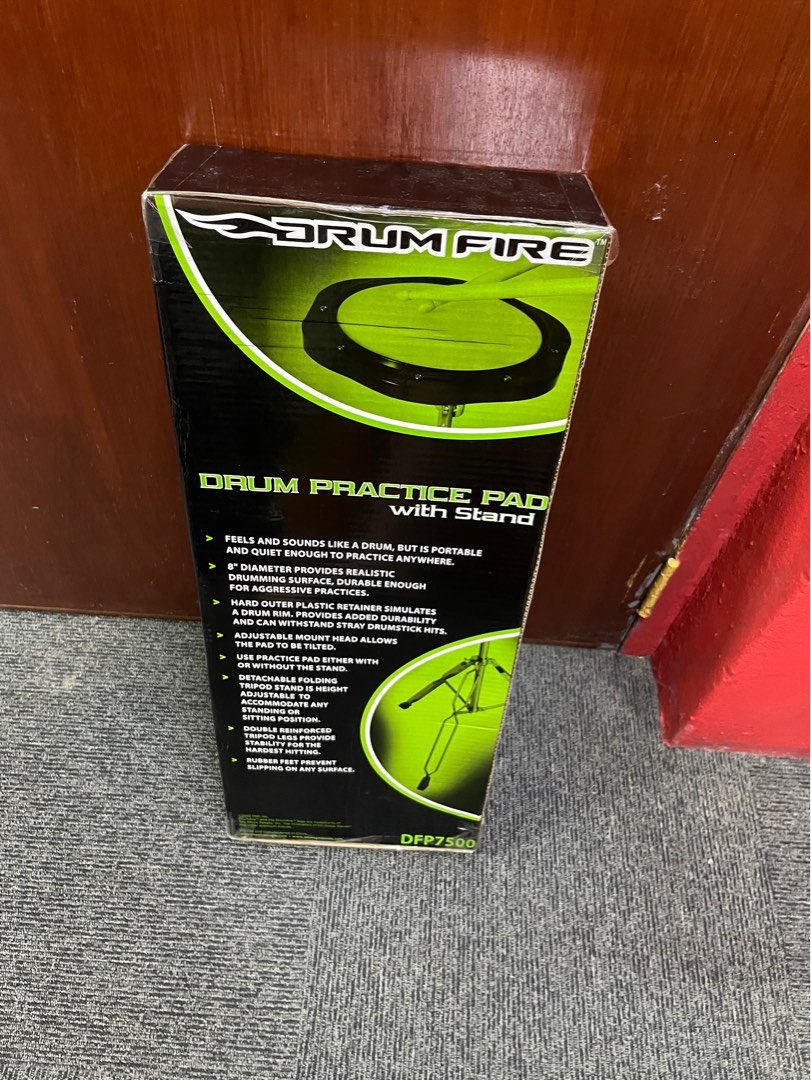 DRUM FIRE™
DRUM PRACTICE PAD
with Stand
> FEELS AND SOUNDS LIKE A DRUM, BUT IS PORTABLE
AND QUIET ENOUGH TO PRACTICE ANYWHERE.
> 8" DIAMETER PROVIDES REALISTIC
DRUMMING SURFACE, DURABLE ENOUGH
FOR AGGRESSIVE PRACTICES.
> HARD OUTER PLASTIC RETAINER SIMULATES
A DRUM RIM. PROVIDES ADDED DURABILITY
AND CAN WITHSTAND STRAY DRUMSTICK HITS.
> ADJUSTABLE MOUNT HEAD ALLOWS
THE PAD TO BE TILTED.
> USE PRACTICE PAD EITHER WITH
OR WITHOUT THE STAND.
> DETACHABLE FOLDING
TRIPOD STAND IS HEIGHT
ADJUSTABLE TO
ACCOMMODATE ANY
STANDING OR
SITTING POSITION.
> DOUBLE REINFORCED
TRIPOD LEGS PROVIDE
STABILITY FOR THE
HARDEST HITTING.
> RUBBER FEET PREVENT
SLIPPING ON ANY SURFACE.
DFP7500